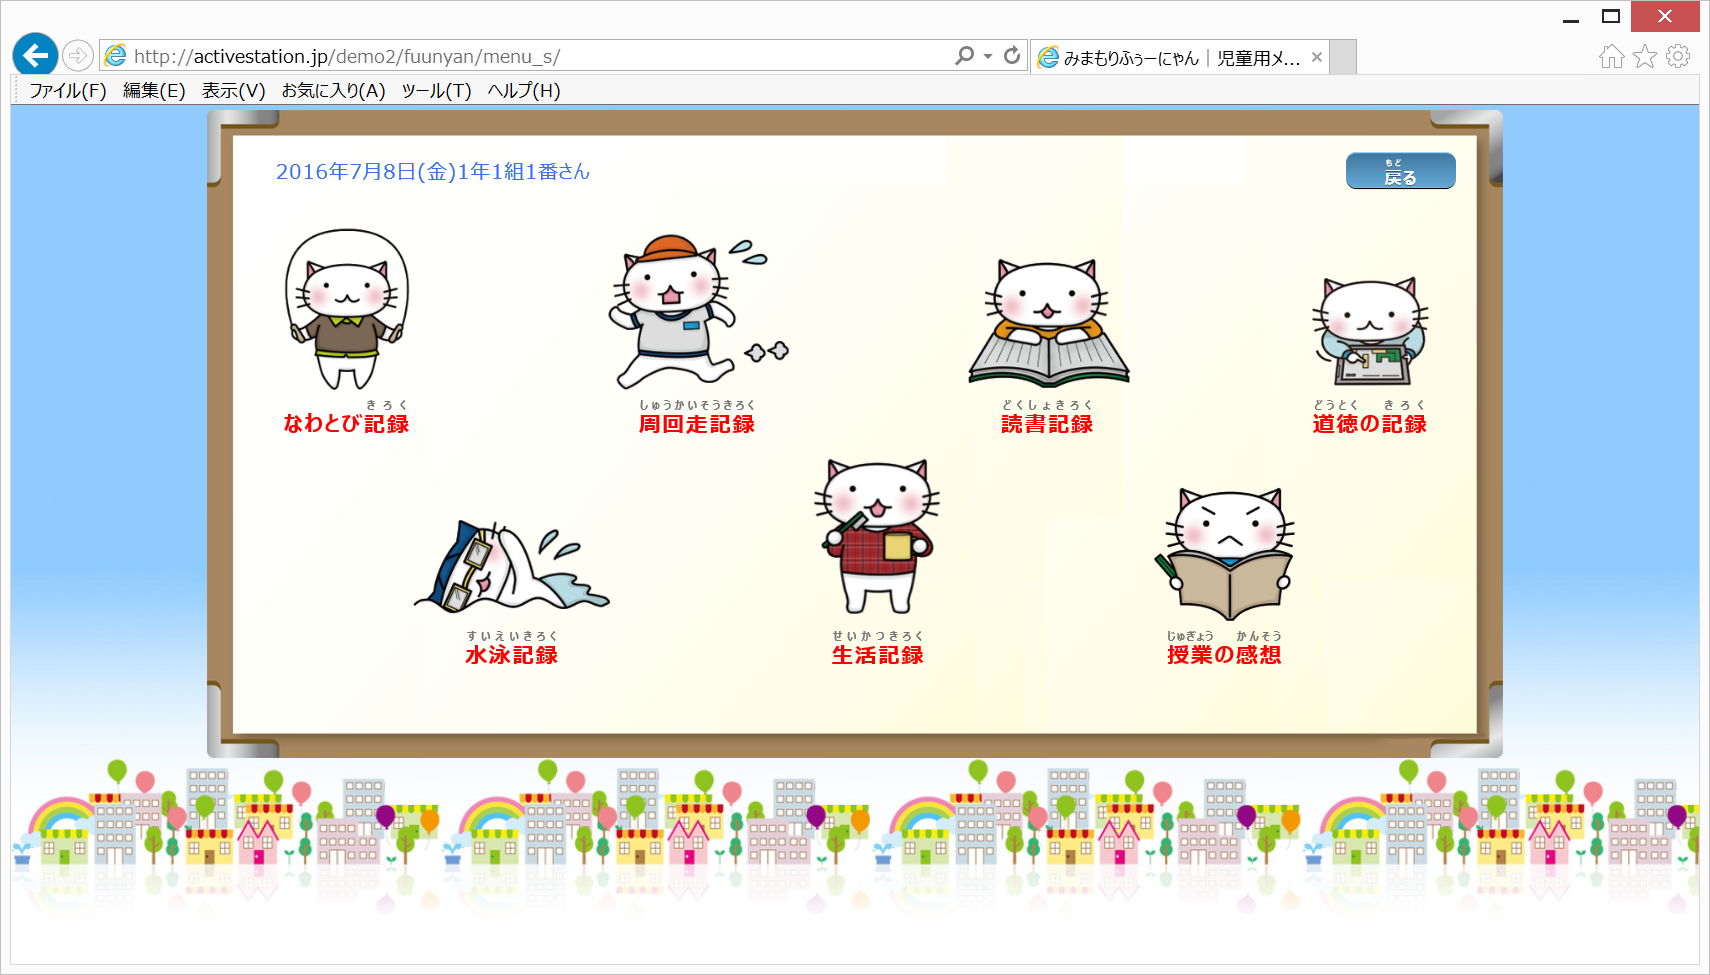 http://activestation.jp/demo2/fuunyan/menu_s/
みまもりふぅーにゃん｜児童用メ...
ファイル(F) 編集(E) 表示(V) お気に入り(A) ツール(T) ヘルプ(H)
2016年7月8日(金)1年1組1番さん
もど
戻る
きろく
なわとび記録
しゅうかいそうきろく
周回走記録
どくしょきろく
読書記録
どうとく きろく
道徳の記録
すいえいきろく
水泳記録
せいかつきろく
生活記録
じゅぎょう かんそう
授業の感想